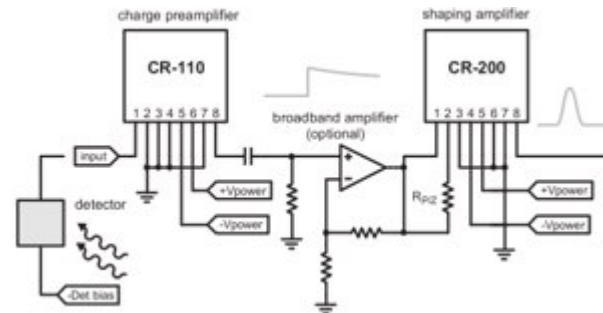 charge preamplifier
shaping amplifier
CR-110
CR-200
1 2 3 4 5 6 7 8
1 2 3 4 5 6 7 8
broadband amplifier
(optional)
input
+
−
+Vpower
-Vpower
detector
-Det bias
RP/Z
+Vpower
-Vpower